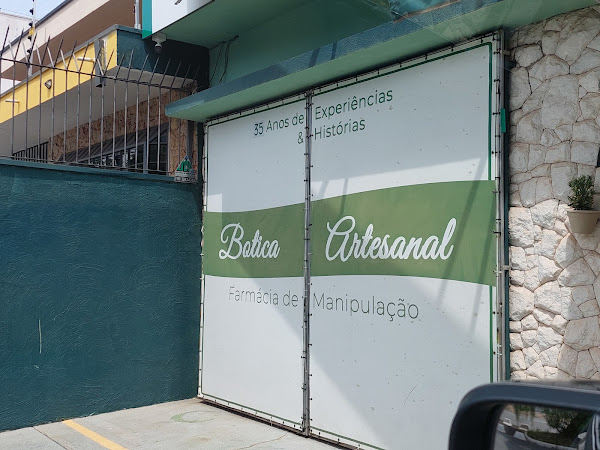 35 Anos de Experiências
& Histórias
Botica Artesanal
Farmácia de Manipulação